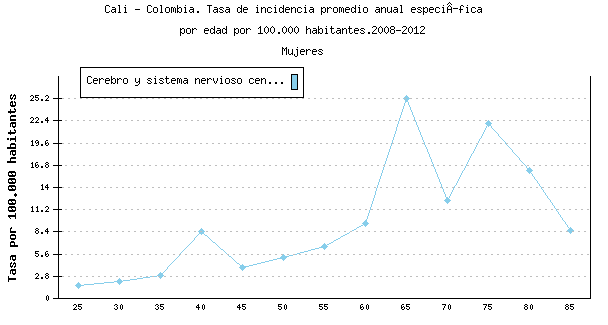 Cali - Colombia. Tasa de incidencia promedio anual especíÂ-fica
por edad por 100.000 habitantes.2008-2012
Mujeres
Cerebro y sistema nervioso cen...
Tasa por 100.000 habitantes
25.2
22.4
19.6
16.8
14
11.2
8.4
5.6
2.8
0
25 30 35 40 45 50 55 60 65 70 75 80 85